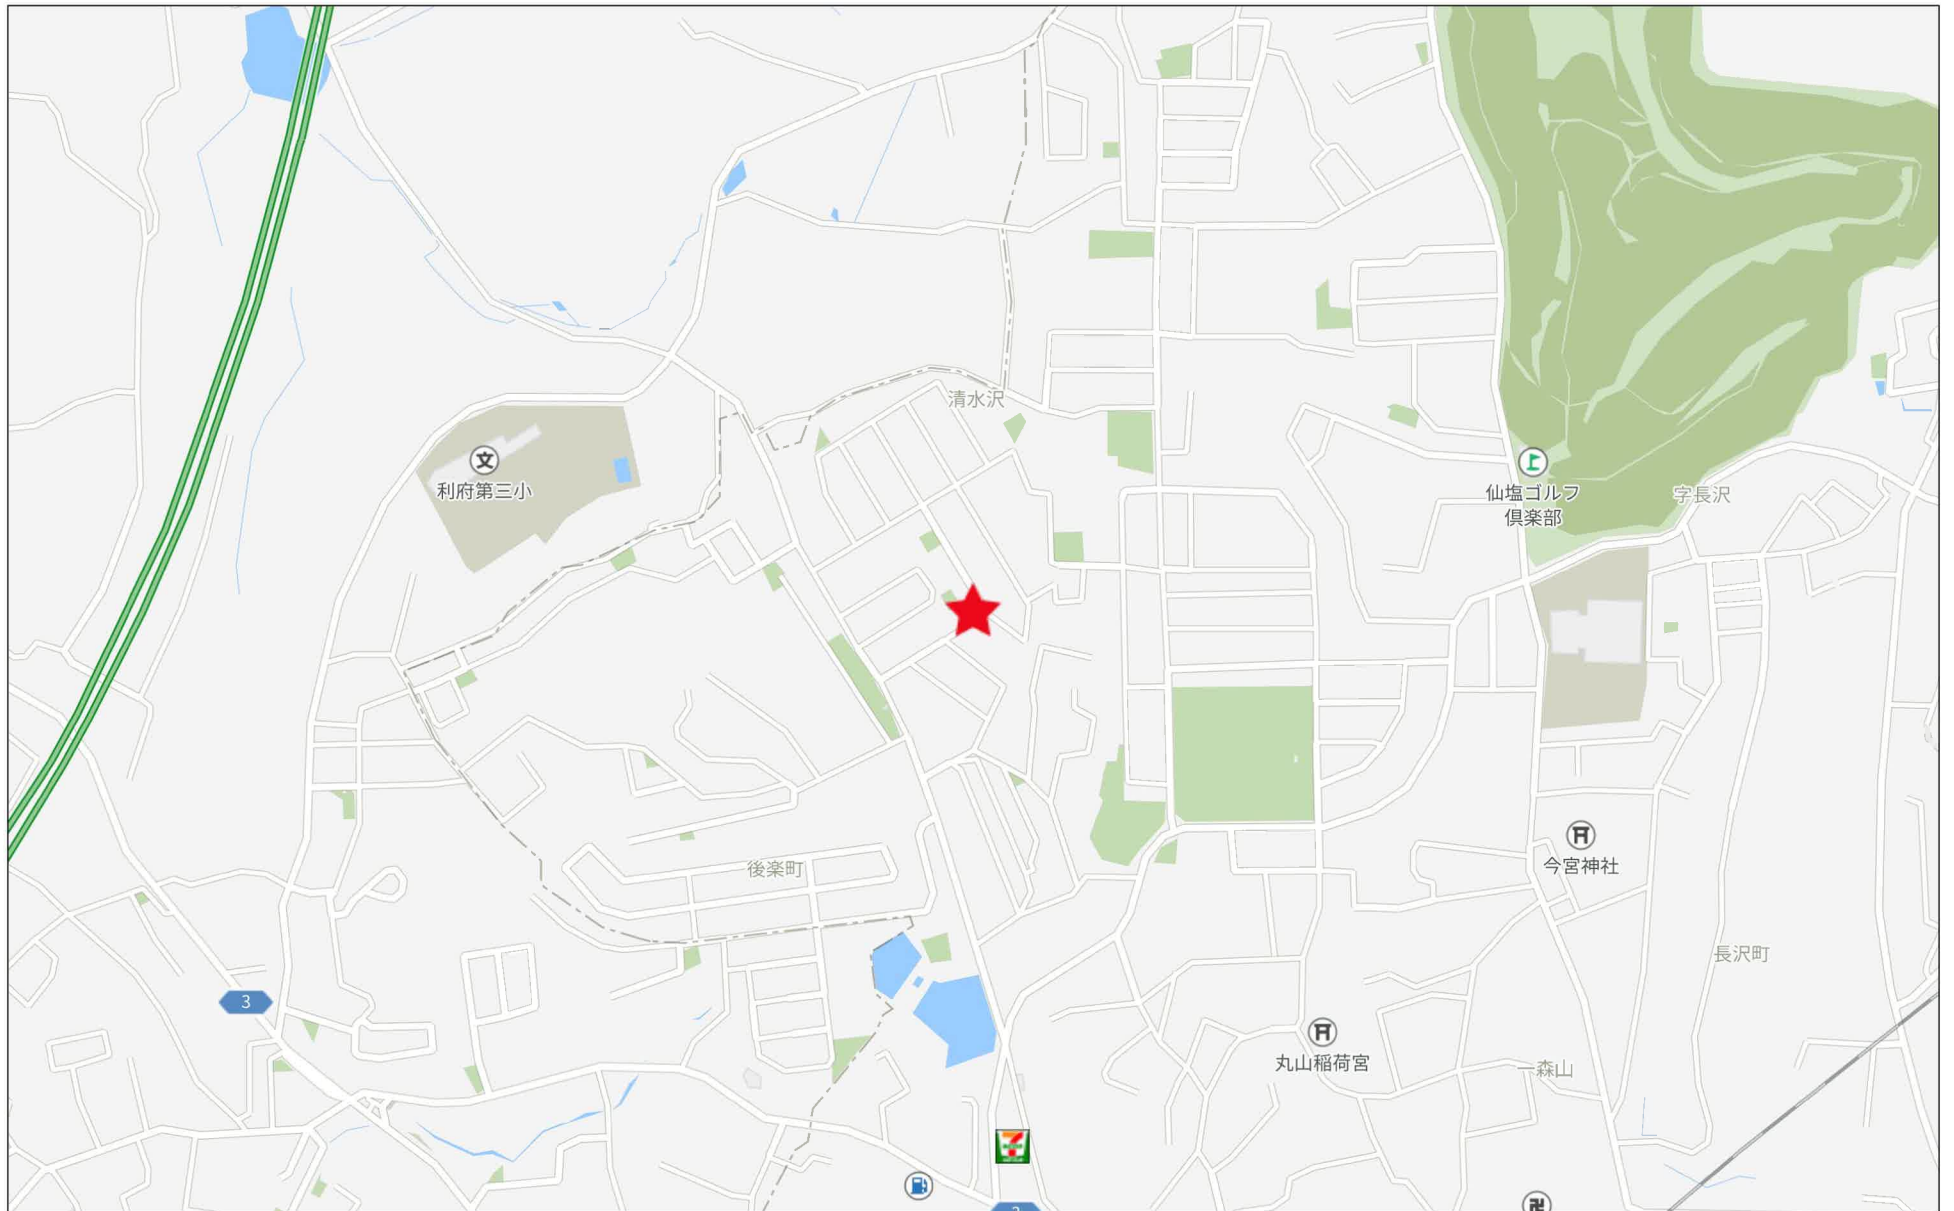 清水沢
文
利府第三小
仙塩ゴルフ
倶楽部
字長沢
後楽町
今宮神社
長沢町
3
丸山稲荷宮
一森山
7